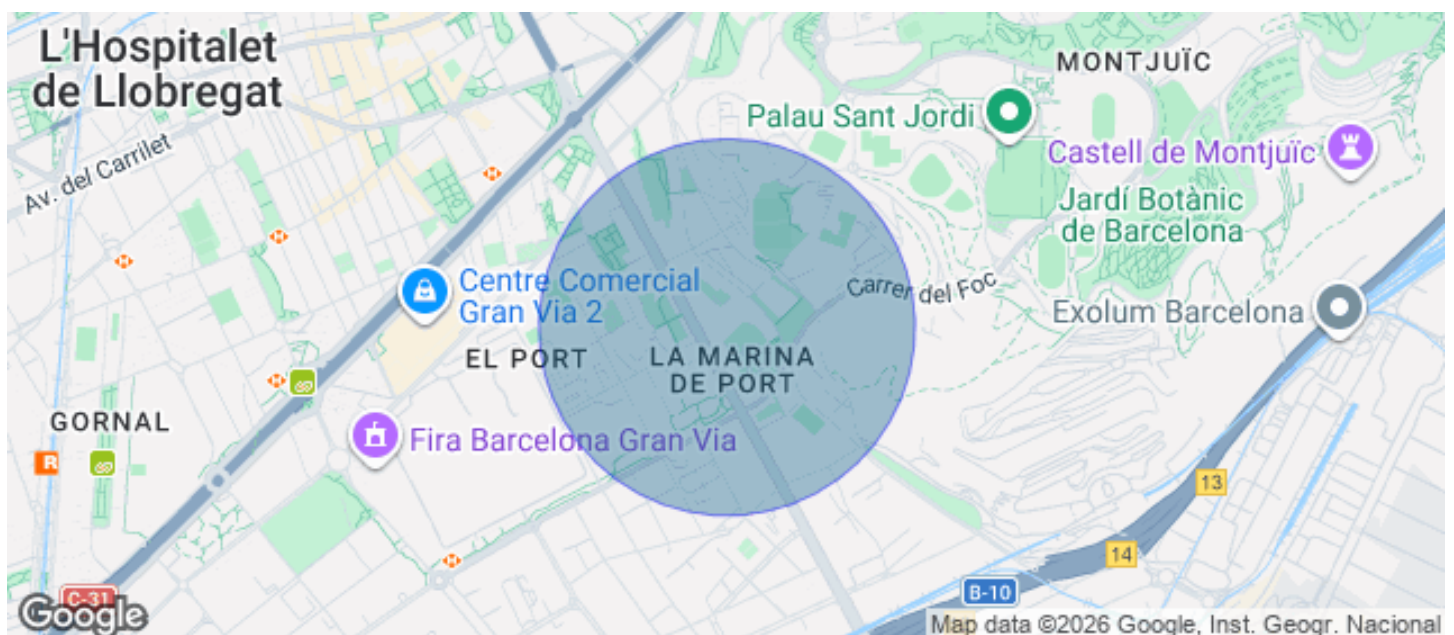 L'Hospitalet
de Llobregat
MONTJUÏC
Palau Sant Jordi
Castell de Montjuïc
Av. del Carrilet
Jardí Botànic
de Barcelona
Centre Comercial
Gran Via 2
Carrer del Foc
Exolum Barcelona
EL PORT
LA MARINA
DE PORT
GORNAL
Fira Barcelona Gran Via
R
13
14
C-31
B-10
Google
Map data ©2026 Google, Inst. Geogr. Nacional